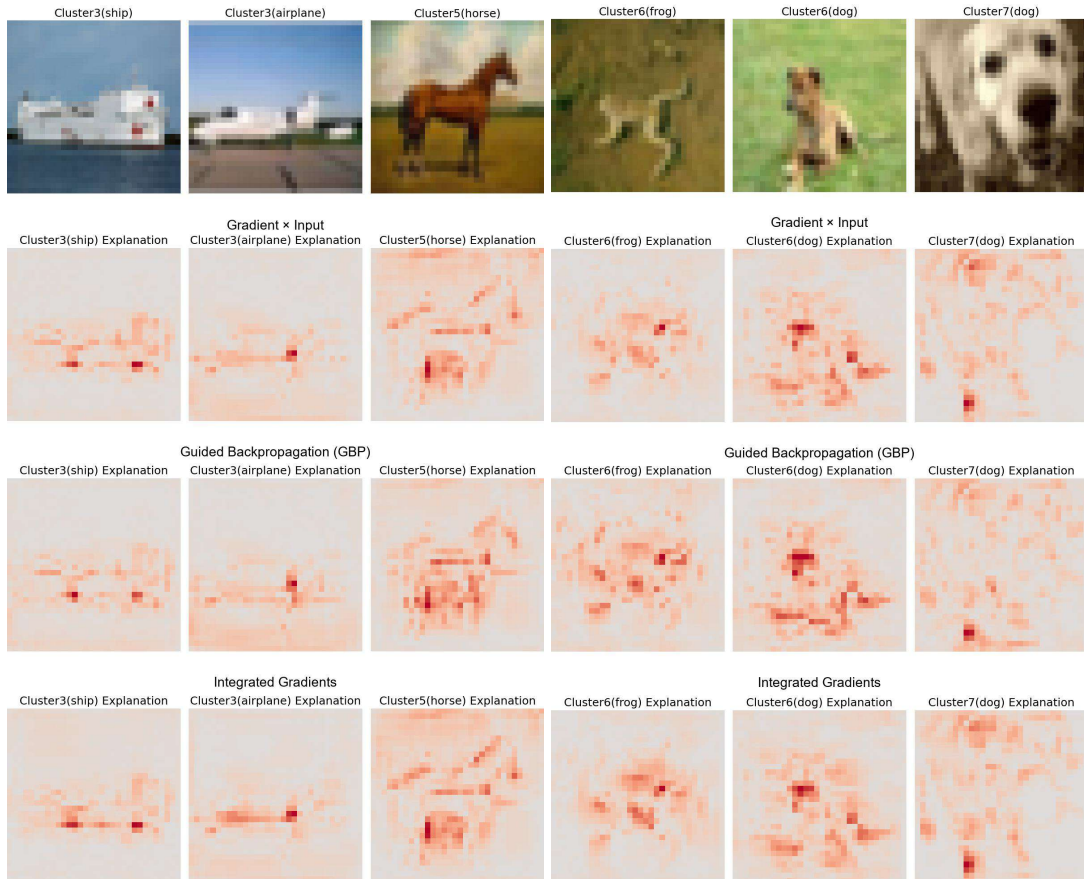 Cluster3(ship) Cluster3(airplane) Cluster5(horse) Cluster6(frog) Cluster6(dog) Cluster7(dog)
Gradient × Input Gradient × Input
Cluster3(ship) Explanation Cluster3(airplane) Explanation Cluster5(horse) Explanation Cluster6(frog) Explanation Cluster6(dog) Explanation Cluster7(dog) Explanation
Guided Backpropagation (GBP) Guided Backpropagation (GBP)
Cluster3(ship) Explanation Cluster3(airplane) Explanation Cluster5(horse) Explanation Cluster6(frog) Explanation Cluster6(dog) Explanation Cluster7(dog) Explanation
Integrated Gradients Integrated Gradients
Cluster3(ship) Explanation Cluster3(airplane) Explanation Cluster5(horse) Explanation Cluster6(frog) Explanation Cluster6(dog) Explanation Cluster7(dog) Explanation